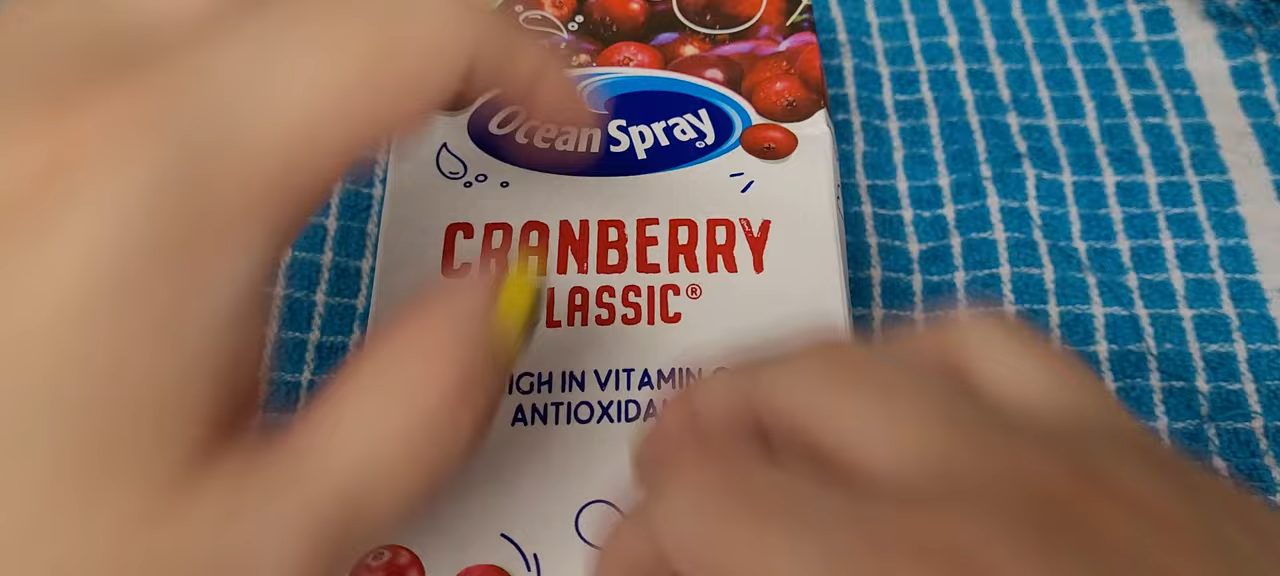 Ocean Spray
CRANBERRY
LASSIC®
IGH IN VITAMIN
ANTIOXIDA